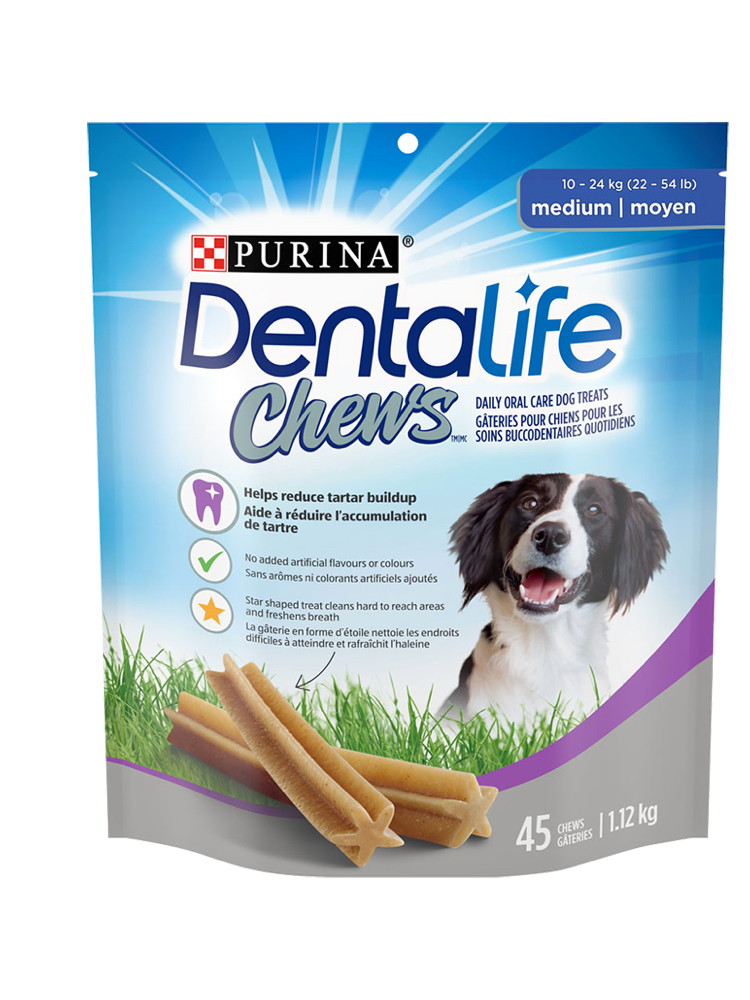 10 – 24 kg (22 – 54 lb)
medium | moyen
PURINA®
DentaLife
Chews TM/MC
DAILY ORAL CARE DOG TREATS
GÂTERIES POUR CHIENS POUR LES
SOINS BUCCODENTAIRES QUOTIDIENS
Helps reduce tartar buildup
Aide à réduire l'accumulation
de tartre
No added artificial flavours or colours
Sans arômes ni colorants artificiels ajoutés
Star shaped treat cleans hard to reach areas
and freshens breath
La gâterie en forme d'étoile nettoie les endroits
difficiles à atteindre et rafraîchit l'haleine
45 CHEWS
GÂTERIES | 1.12 kg